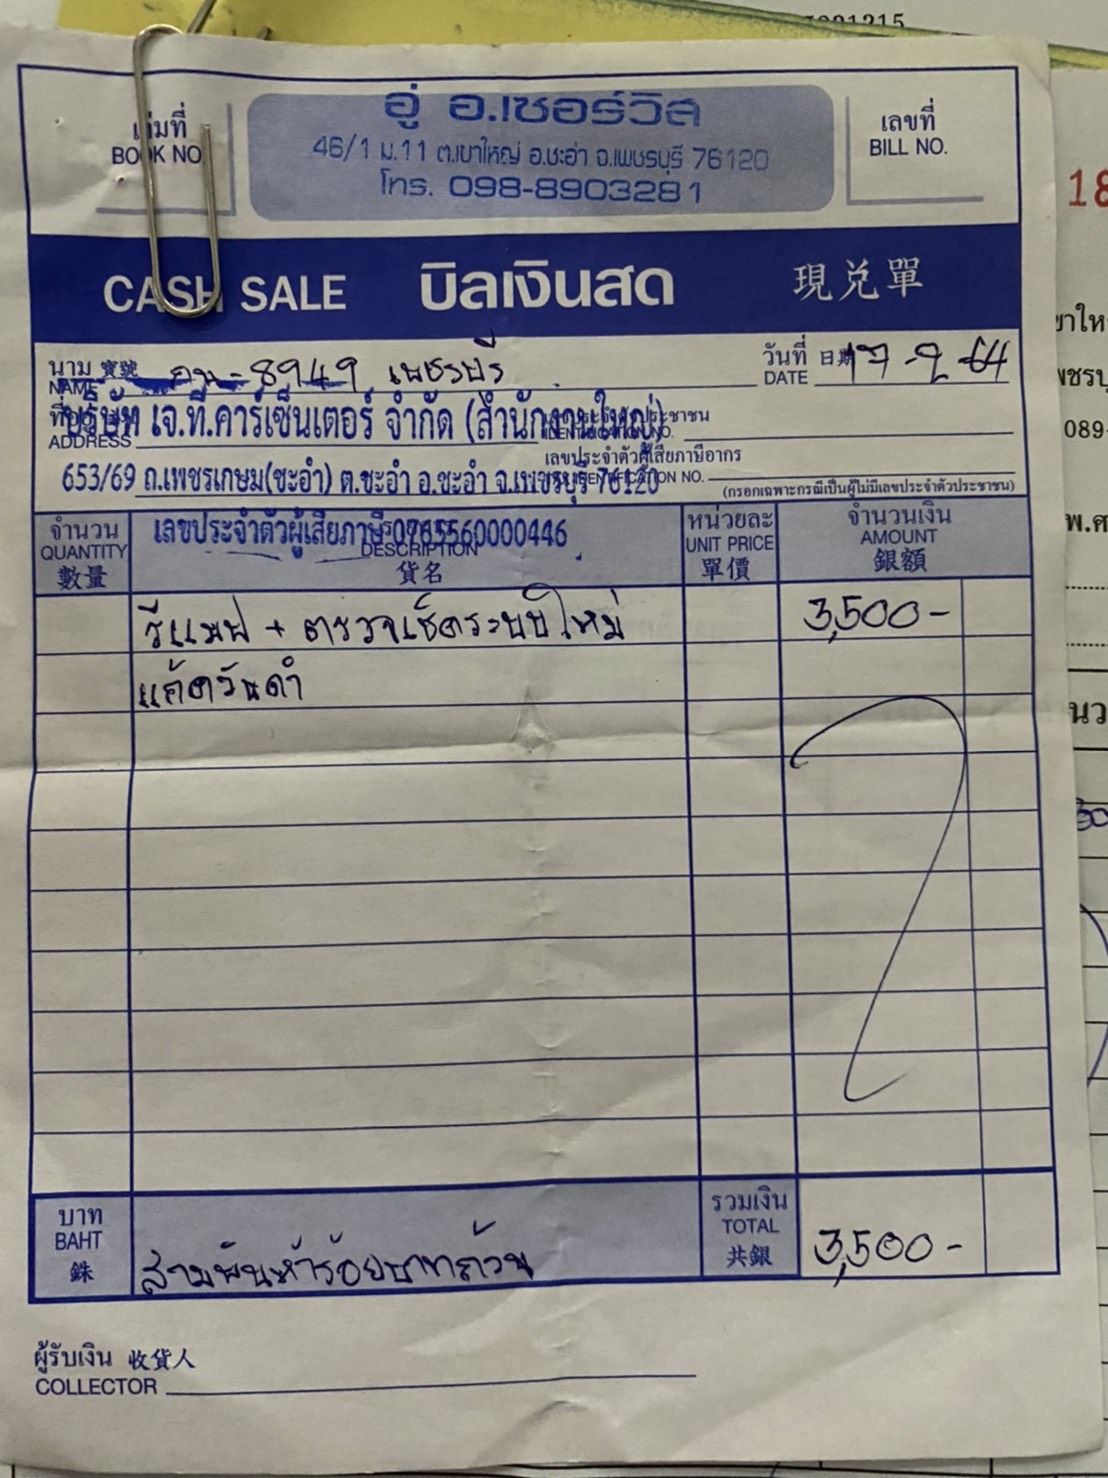 เล่มที่
BOOK NO
อู่ อ.เซอร์วิส
46/1 ม.11 ต.เขาใหญ่ อ.ชะอำ จ.เพชรบุรี 76120
โทร. 098-8903281
เลขที่
BILL NO.
CASH SALE บิลเงินสด 現兑單
นาม 寶號
NAME
กน-8949 เพชรบุรี
วันที่ 日期
DATE
17-9-64
บริษัท เจ.ที.คาร์เซ็นเตอร์ จำกัด (สำนักงานใหญ่)
ADDRESS
653/69 ถ.เพชรเกษม(ชะอำ) ต.ชะอำ อ.ชะอำ จ.เพชรบุรี 76120
เลขประจำตัวผู้เสียภาษีอากร
(กรอกเฉพาะกรณีเป็นผู้ไม่มีเลขประจำตัวประชาชน)
เลขประจำตัวผู้เสียภาษี 0765560000446
จำนวน
QUANTITY
數量
DESCRIPTION
貨名
หน่วยละ
UNIT PRICE
單價
จำนวนเงิน
AMOUNT
銀額
รีแมพ + ตรวจเช็คระบบใหม่ 3,500-
แก้ควันดำ
บาท
BAHT
銖
สามพันห้าร้อยบาทถ้วน
รวมเงิน
TOTAL
共銀
3,500-
ผู้รับเงิน 收貨人
COLLECTOR